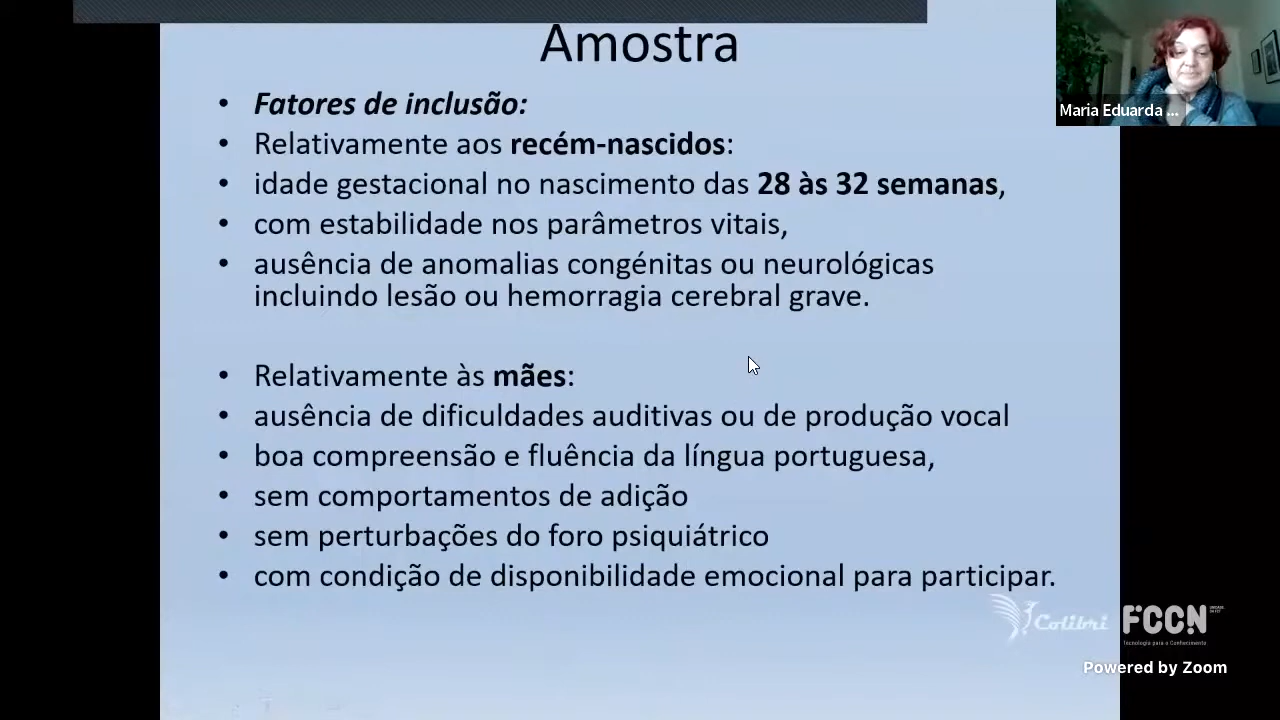 Amostra
• Fatores de inclusão:
• Relativamente aos recém-nascidos:
• idade gestacional no nascimento das 28 às 32 semanas,
• com estabilidade nos parâmetros vitais,
• ausência de anomalias congénitas ou neurológicas
incluindo lesão ou hemorragia cerebral grave.
• Relativamente às mães:
• ausência de dificuldades auditivas ou de produção vocal
• boa compreensão e fluência da língua portuguesa,
• sem comportamentos de adição
• sem perturbações do foro psiquiátrico
• com condição de disponibilidade emocional para participar.
Maria Eduarda ...
Colibri
FCCN
Tecnologia para o Conhecimento
Powered by Zoom